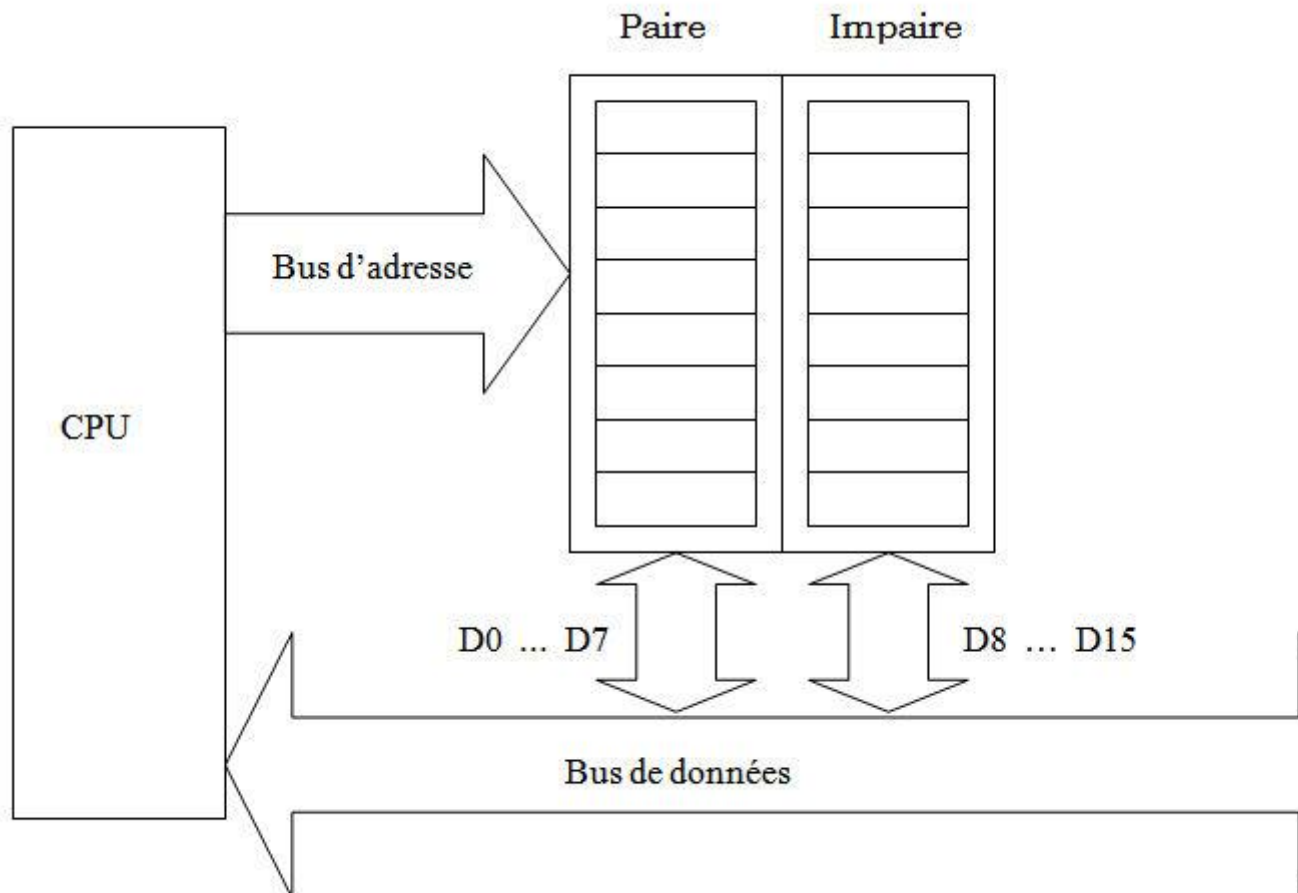 Paire Impaire
Bus d'adresse
CPU
D0 ... D7 D8 ... D15
Bus de données